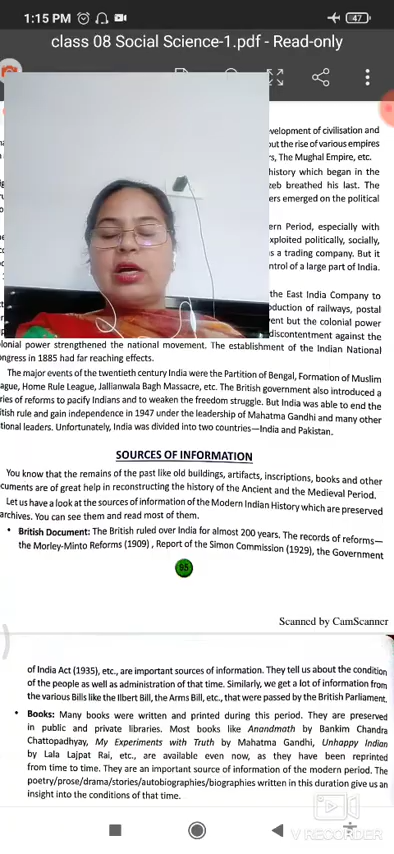 1:15 PM
47
class 08 Social Science-1.pdf - Read-only
velopment of civilisation and
out the rise of various empires
s, The Mughal Empire, etc.
history which began in the
zeb breathed his last. The
ers emerged on the political
ern Period, especially with
xploited politically, socially,
s a trading company. But it
ntrol of a large part of India.
the East India Company to
duction of railways, postal
ent but the colonial power
discontentment against the
lonial power strengthened the national movement. The establishment of the Indian National
ongress in 1885 had far reaching effects.
The major events of the twentieth century India were the Partition of Bengal, Formation of Muslim
ague, Home Rule League, Jallianwala Bagh Massacre, etc. The British government also introduced a
ries of reforms to pacify Indians and to weaken the freedom struggle. But India was able to end the
itish rule and gain independence in 1947 under the leadership of Mahatma Gandhi and many other
tional leaders. Unfortunately, India was divided into two countries—India and Pakistan.
SOURCES OF INFORMATION
You know that the remains of the past like old buildings, artifacts, inscriptions, books and other
cuments are of great help in reconstructing the history of the Ancient and the Medieval Period.
Let us have a look at the sources of information of the Modern Indian History which are preserved
archives. You can see them and read most of them.
• British Document: The British ruled over India for almost 200 years. The records of reforms—
the Morley-Minto Reforms (1909), Report of the Simon Commission (1929), the Government
95
Scanned by CamScanner
of India Act (1935), etc., are important sources of information. They tell us about the condition
of the people as well as administration of that time. Similarly, we get a lot of information from
the various Bills like the Ilbert Bill, the Arms Bill, etc., that were passed by the British Parliament.
• Books: Many books were written and printed during this period. They are preserved
in public and private libraries. Most books like Anandmath by Bankim Chandra
Chattopadhyay, My Experiments with Truth by Mahatma Gandhi, Unhappy Indian
by Lala Lajpat Rai, etc., are available even now, as they have been reprinted
from time to time. They are an important source of information of the modern period. The
poetry/prose/drama/stories/autobiographies/biographies written in this duration give us an
insight into the conditions of that time.
V RECORDER